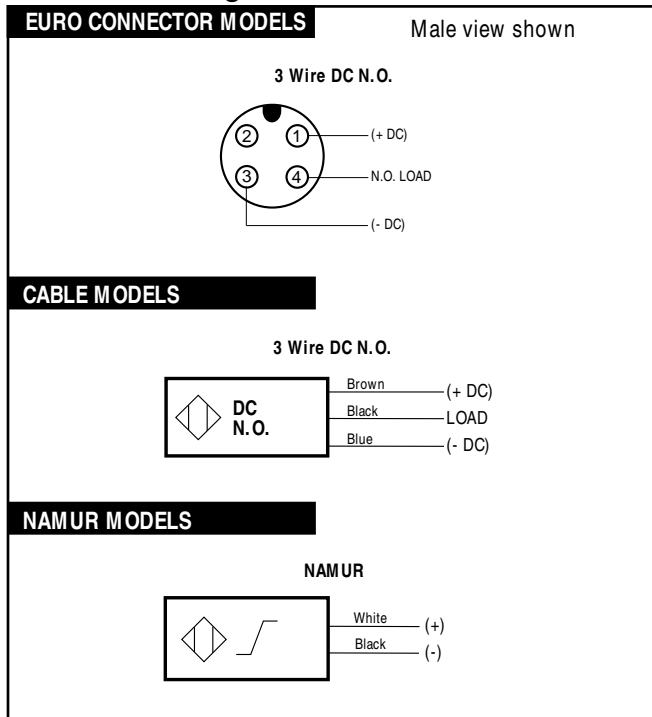 EURO CONNECTOR MODELS
Male view shown
3 Wire DC N.O.
2 1 (+ DC)
3 4 N.O. LOAD
(- DC)
CABLE MODELS
3 Wire DC N.O.
Brown (+ DC)
DC Black LOAD
N.O.
Blue (- DC)
NAMUR MODELS
NAMUR
White (+)
Black (-)